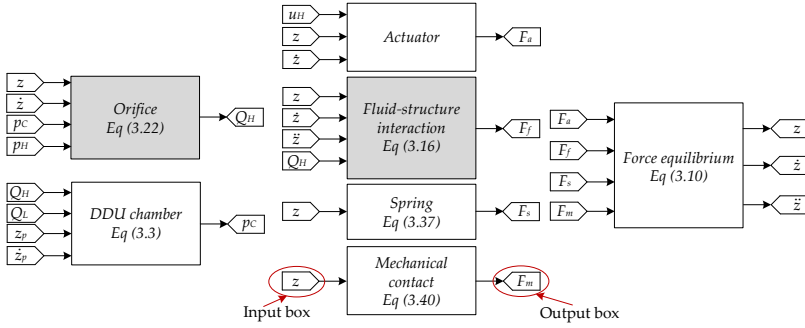 z
ż
p_C
p_H
Orifice
Eq (3.22)
Q_H
Q_H
Q_L
z_p
ż_p
DDU chamber
Eq (3.3)
p_C
u_H
z
ż
Actuator
F_a
z
ż
z̈
Q_H
Fluid-structure
interaction
Eq (3.16)
F_f
z
Spring
Eq (3.37)
F_s
z
Mechanical
contact
Eq (3.40)
F_m
Input box
Output box
F_a
F_f
F_s
F_m
Force equilibrium
Eq (3.10)
z
ż
z̈